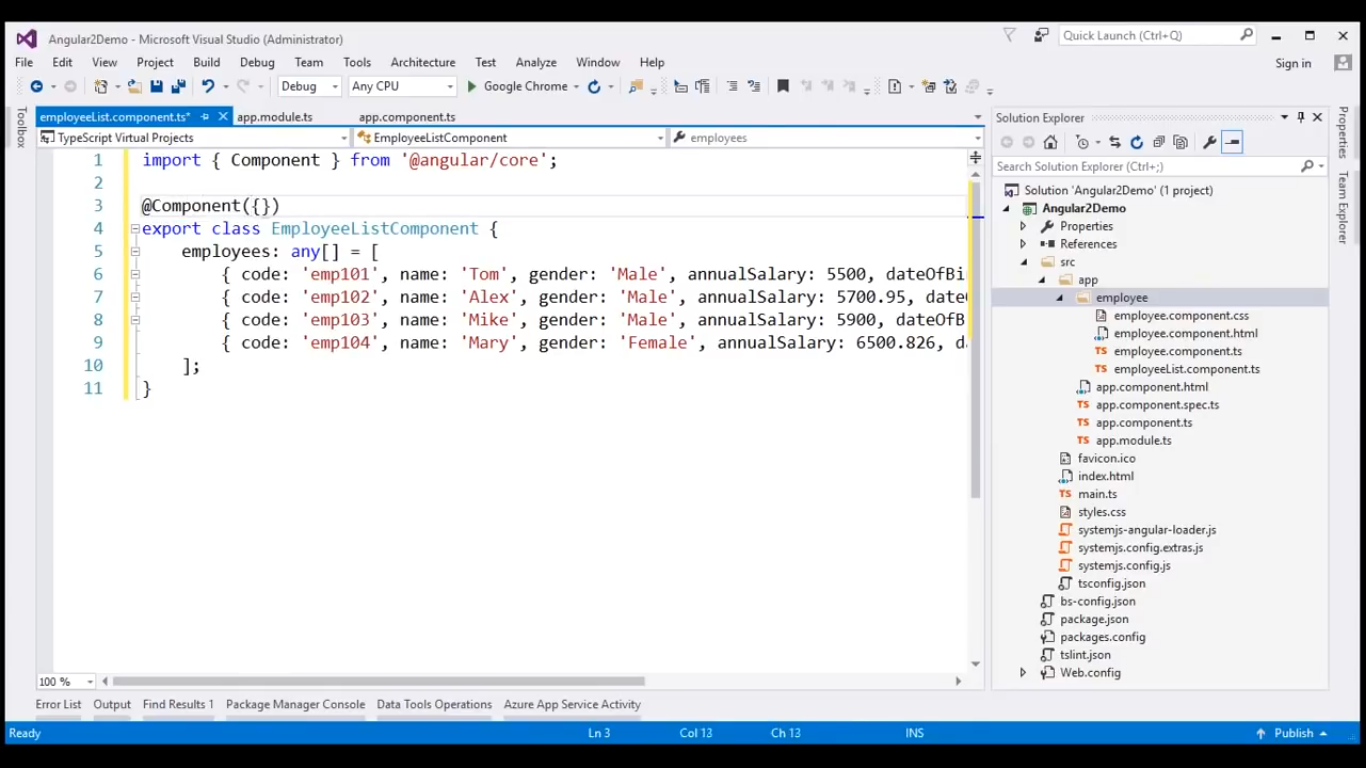 Angular2Demo - Microsoft Visual Studio (Administrator)
Quick Launch (Ctrl+Q)
File Edit View Project Build Debug Team Tools Architecture Test Analyze Window Help
Sign in
Debug Any CPU Google Chrome
Toolbox
employeeList.component.ts* app.module.ts app.component.ts
TypeScript Virtual Projects EmployeeListComponent employees
1 import { Component } from '@angular/core';
2
3 @Component({})
4 export class EmployeeListComponent {
5 employees: any[] = [
6 { code: 'emp101', name: 'Tom', gender: 'Male', annualSalary: 5500, dateOfBi
7 { code: 'emp102', name: 'Alex', gender: 'Male', annualSalary: 5700.95, date
8 { code: 'emp103', name: 'Mike', gender: 'Male', annualSalary: 5900, dateOfB
9 { code: 'emp104', name: 'Mary', gender: 'Female', annualSalary: 6500.826, d
10 ];
11 }
100 %
Solution Explorer
Search Solution Explorer (Ctrl+;)
Solution 'Angular2Demo' (1 project)
Angular2Demo
Properties
References
src
app
employee
employee.component.css
employee.component.html
employee.component.ts
employeeList.component.ts
app.component.html
app.component.spec.ts
app.component.ts
app.module.ts
favicon.ico
index.html
main.ts
styles.css
systemjs-angular-loader.js
systemjs.config.extras.js
systemjs.config.js
tsconfig.json
bs-config.json
package.json
packages.config
tslint.json
Web.config
Properties
Team Explorer
Error List Output Find Results 1 Package Manager Console Data Tools Operations Azure App Service Activity
Ready Ln 3 Col 13 Ch 13 INS Publish